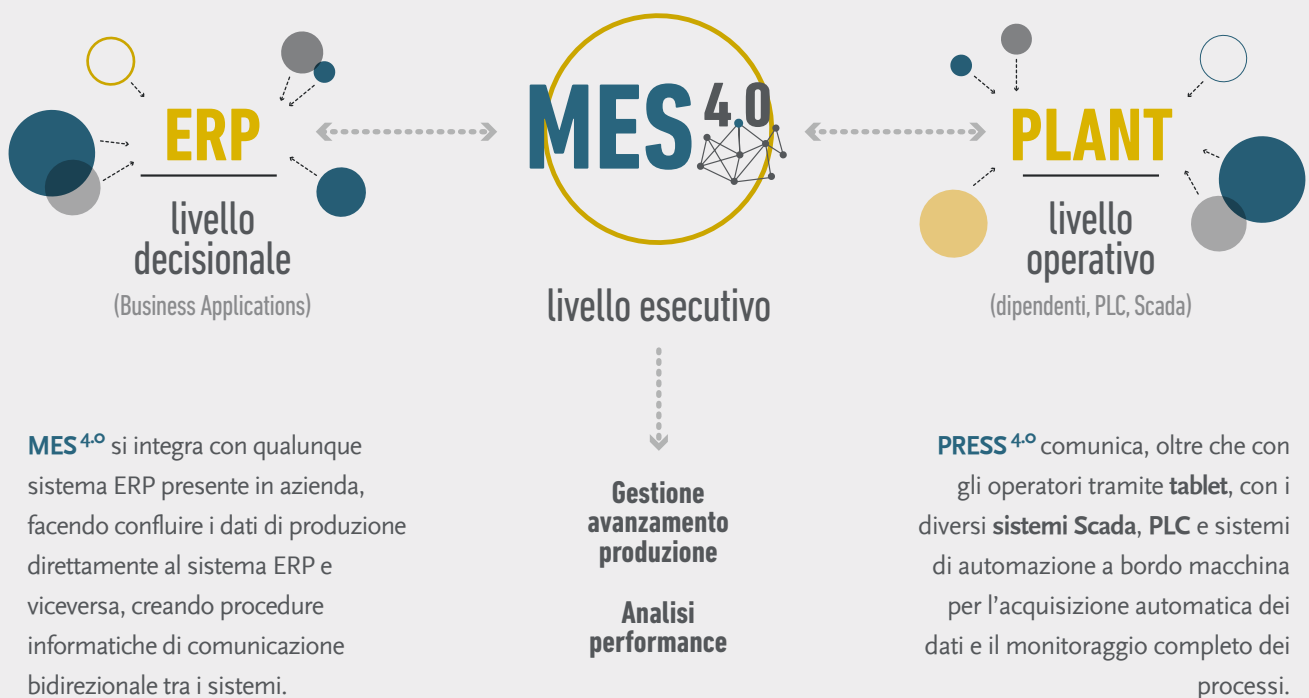 ERP
livello
decisionale
(Business Applications)
MES 4.0
livello esecutivo
PLANT
livello
operativo
(dipendenti, PLC, Scada)
MES 4.0 si integra con qualunque
sistema ERP presente in azienda,
facendo confluire i dati di produzione
direttamente al sistema ERP e
viceversa, creando procedure
informatiche di comunicazione
bidirezionale tra i sistemi.
Gestione
avanzamento
produzione
Analisi
performance
PRESS 4.0 comunica, oltre che con
gli operatori tramite tablet, con i
diversi sistemi Scada, PLC e sistemi
di automazione a bordo macchina
per l'acquisizione automatica dei
dati e il monitoraggio completo dei
processi.